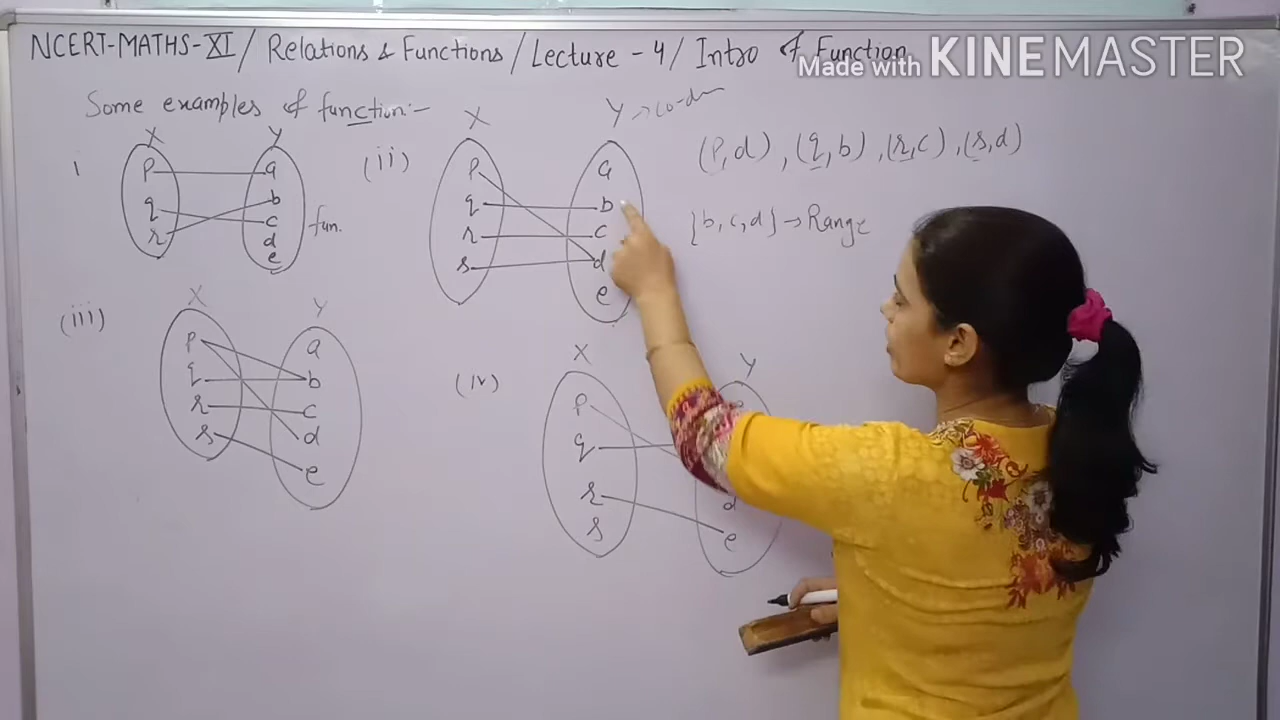 NCERT-MATHS-XI / Relations & Functions / Lecture - 4 / Intro of Function
Made with KINEMASTER
Some examples of function:-
i
X Y
p a
q b
r c
d
e
fun.
(ii)
X Y → co-dm
p a
q b
r c
s d
e
(p,d), (q,b), (r,c), (s,d)
{b,c,d} → Range
(iii)
X Y
p a
q b
r c
s d
e
(iv)
X Y
p
q
r d
s e